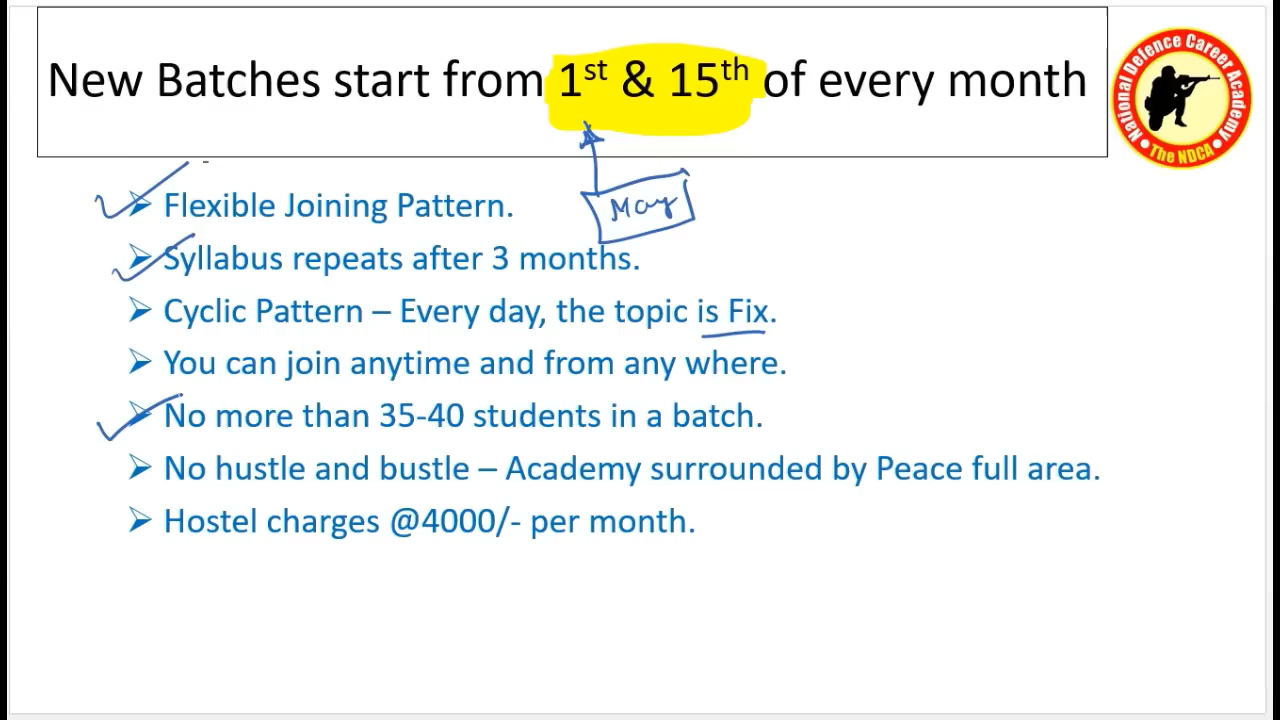 New Batches start from 1st & 15th of every month
National Defence Career Academy
The NDCA
May
➢ Flexible Joining Pattern.
➢ Syllabus repeats after 3 months.
➢ Cyclic Pattern – Every day, the topic is Fix.
➢ You can join anytime and from any where.
➢ No more than 35-40 students in a batch.
➢ No hustle and bustle – Academy surrounded by Peace full area.
➢ Hostel charges @4000/- per month.